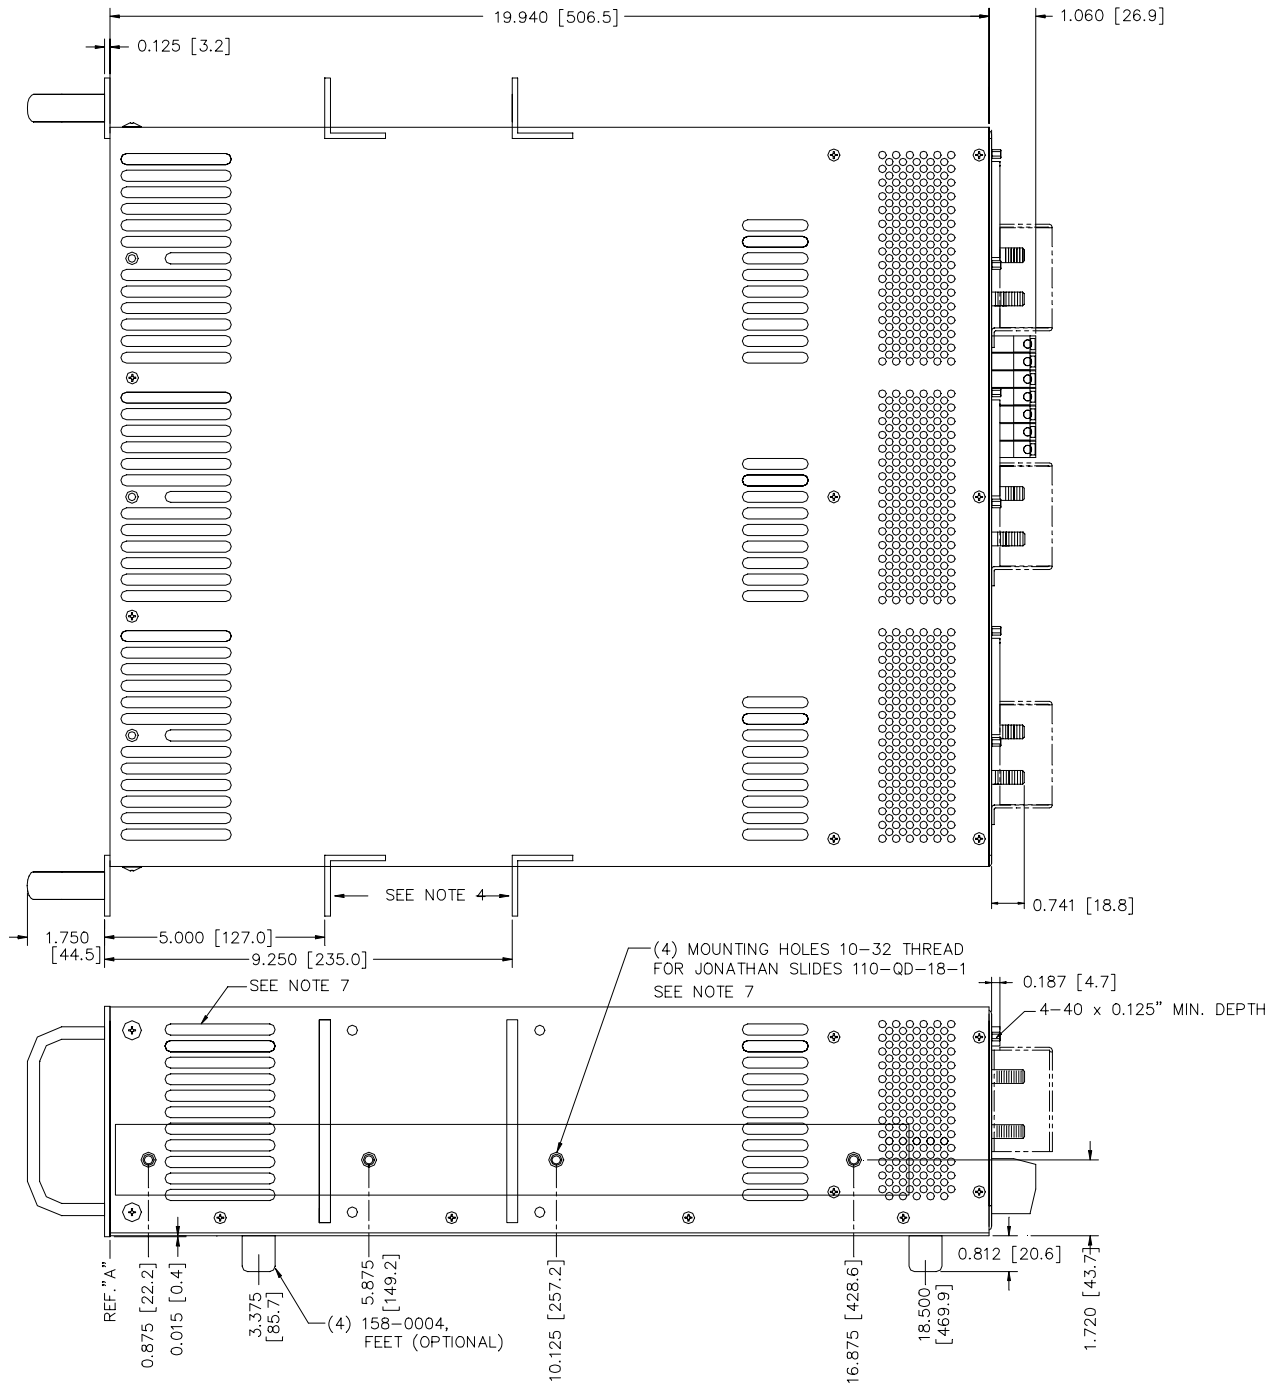 19.940 [506.5]
1.060 [26.9]
0.125 [3.2]
SEE NOTE 4
0.741 [18.8]
1.750
[44.5]
5.000 [127.0]
9.250 [235.0]
(4) MOUNTING HOLES 10-32 THREAD
FOR JONATHAN SLIDES 110-QD-18-1
SEE NOTE 7
SEE NOTE 7
0.187 [4.7]
4-40 x 0.125" MIN. DEPTH
REF."A"
0.875 [22.2]
0.015 [0.4]
3.375
[85.7]
(4) 158-0004,
FEET (OPTIONAL)
5.875
[149.2]
10.125 [257.2]
16.875 [428.6]
18.500
[469.9]
0.812 [20.6]
1.720 [43.7]